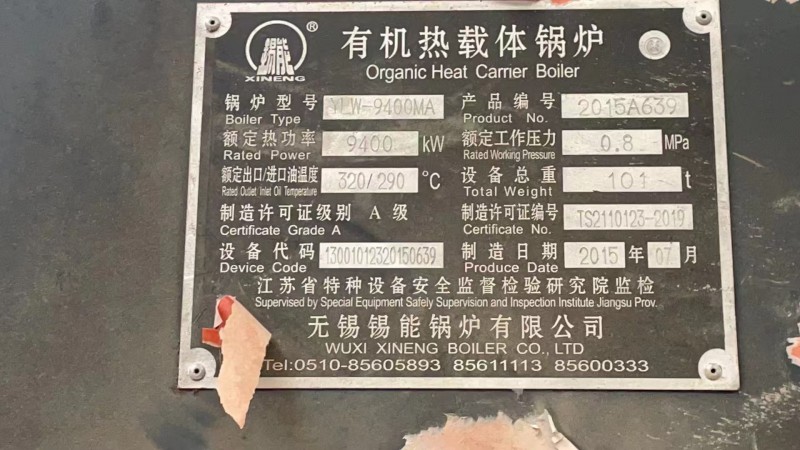 锡能
®
XINENG
有机热载体锅炉
Organic Heat Carrier Boiler
锅炉型号 YLW-9400MA 产品编号 2015A639
Boiler Type Product No.
额定热功率 9400 kW 额定工作压力 0.8 MPa
Rated Power Rated Working Pressure
额定出口/进口油温度 320/290 °C 设备总重 101 t
Rated Outlet Inlet Oil Temperature Total Weight
制造许可证级别 A 级 制造许可证编号 TS2110123-2019
Certificate Grade A Certificate No.
设备代码 13001012320150639 制造日期 2015 年 07 月
Device Code Produce Date
江苏省特种设备安全监督检验研究院监检
Supervised by Special Equipment Safely Supervision and Inspection Institute Jiangsu Prov.
无锡锡能锅炉有限公司
WUXI XINENG BOILER CO., LTD
Tel:0510-85605893 85611113 85600333